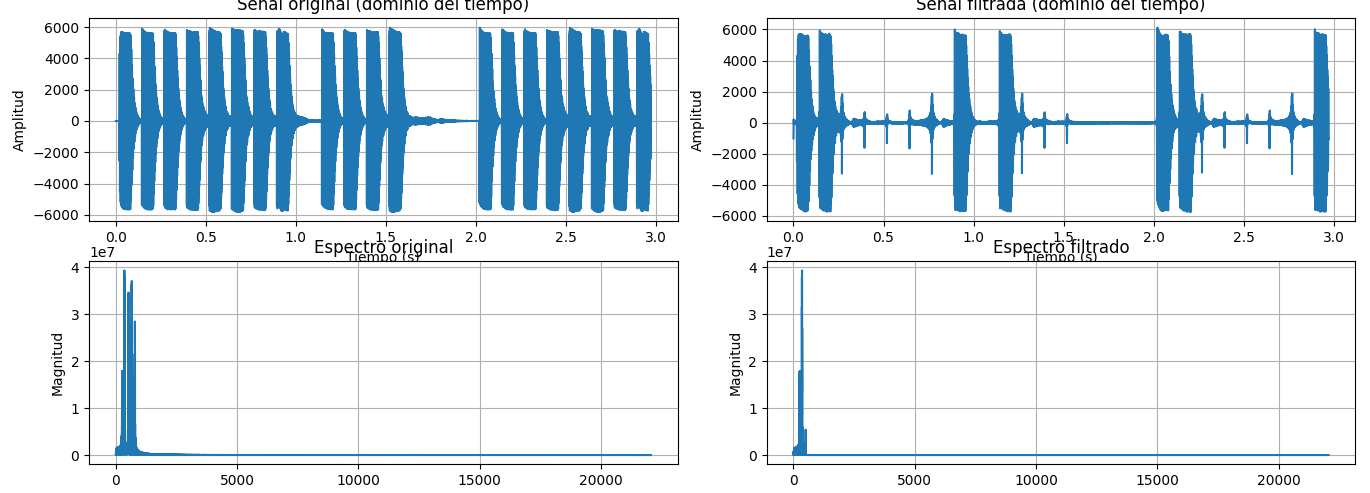 Señal original (dominio del tiempo)
Amplitud
6000
4000
2000
0
−2000
−4000
−6000
0.0 0.5 1.0 1.5 2.0 2.5 3.0
Tiempo (s)
Señal filtrada (dominio del tiempo)
Amplitud
6000
4000
2000
0
−2000
−4000
−6000
0.0 0.5 1.0 1.5 2.0 2.5 3.0
Tiempo (s)
Espectro original
1e7
Magnitud
4
3
2
1
0
0 5000 10000 15000 20000
Espectro filtrado
1e7
Magnitud
4
3
2
1
0
0 5000 10000 15000 20000